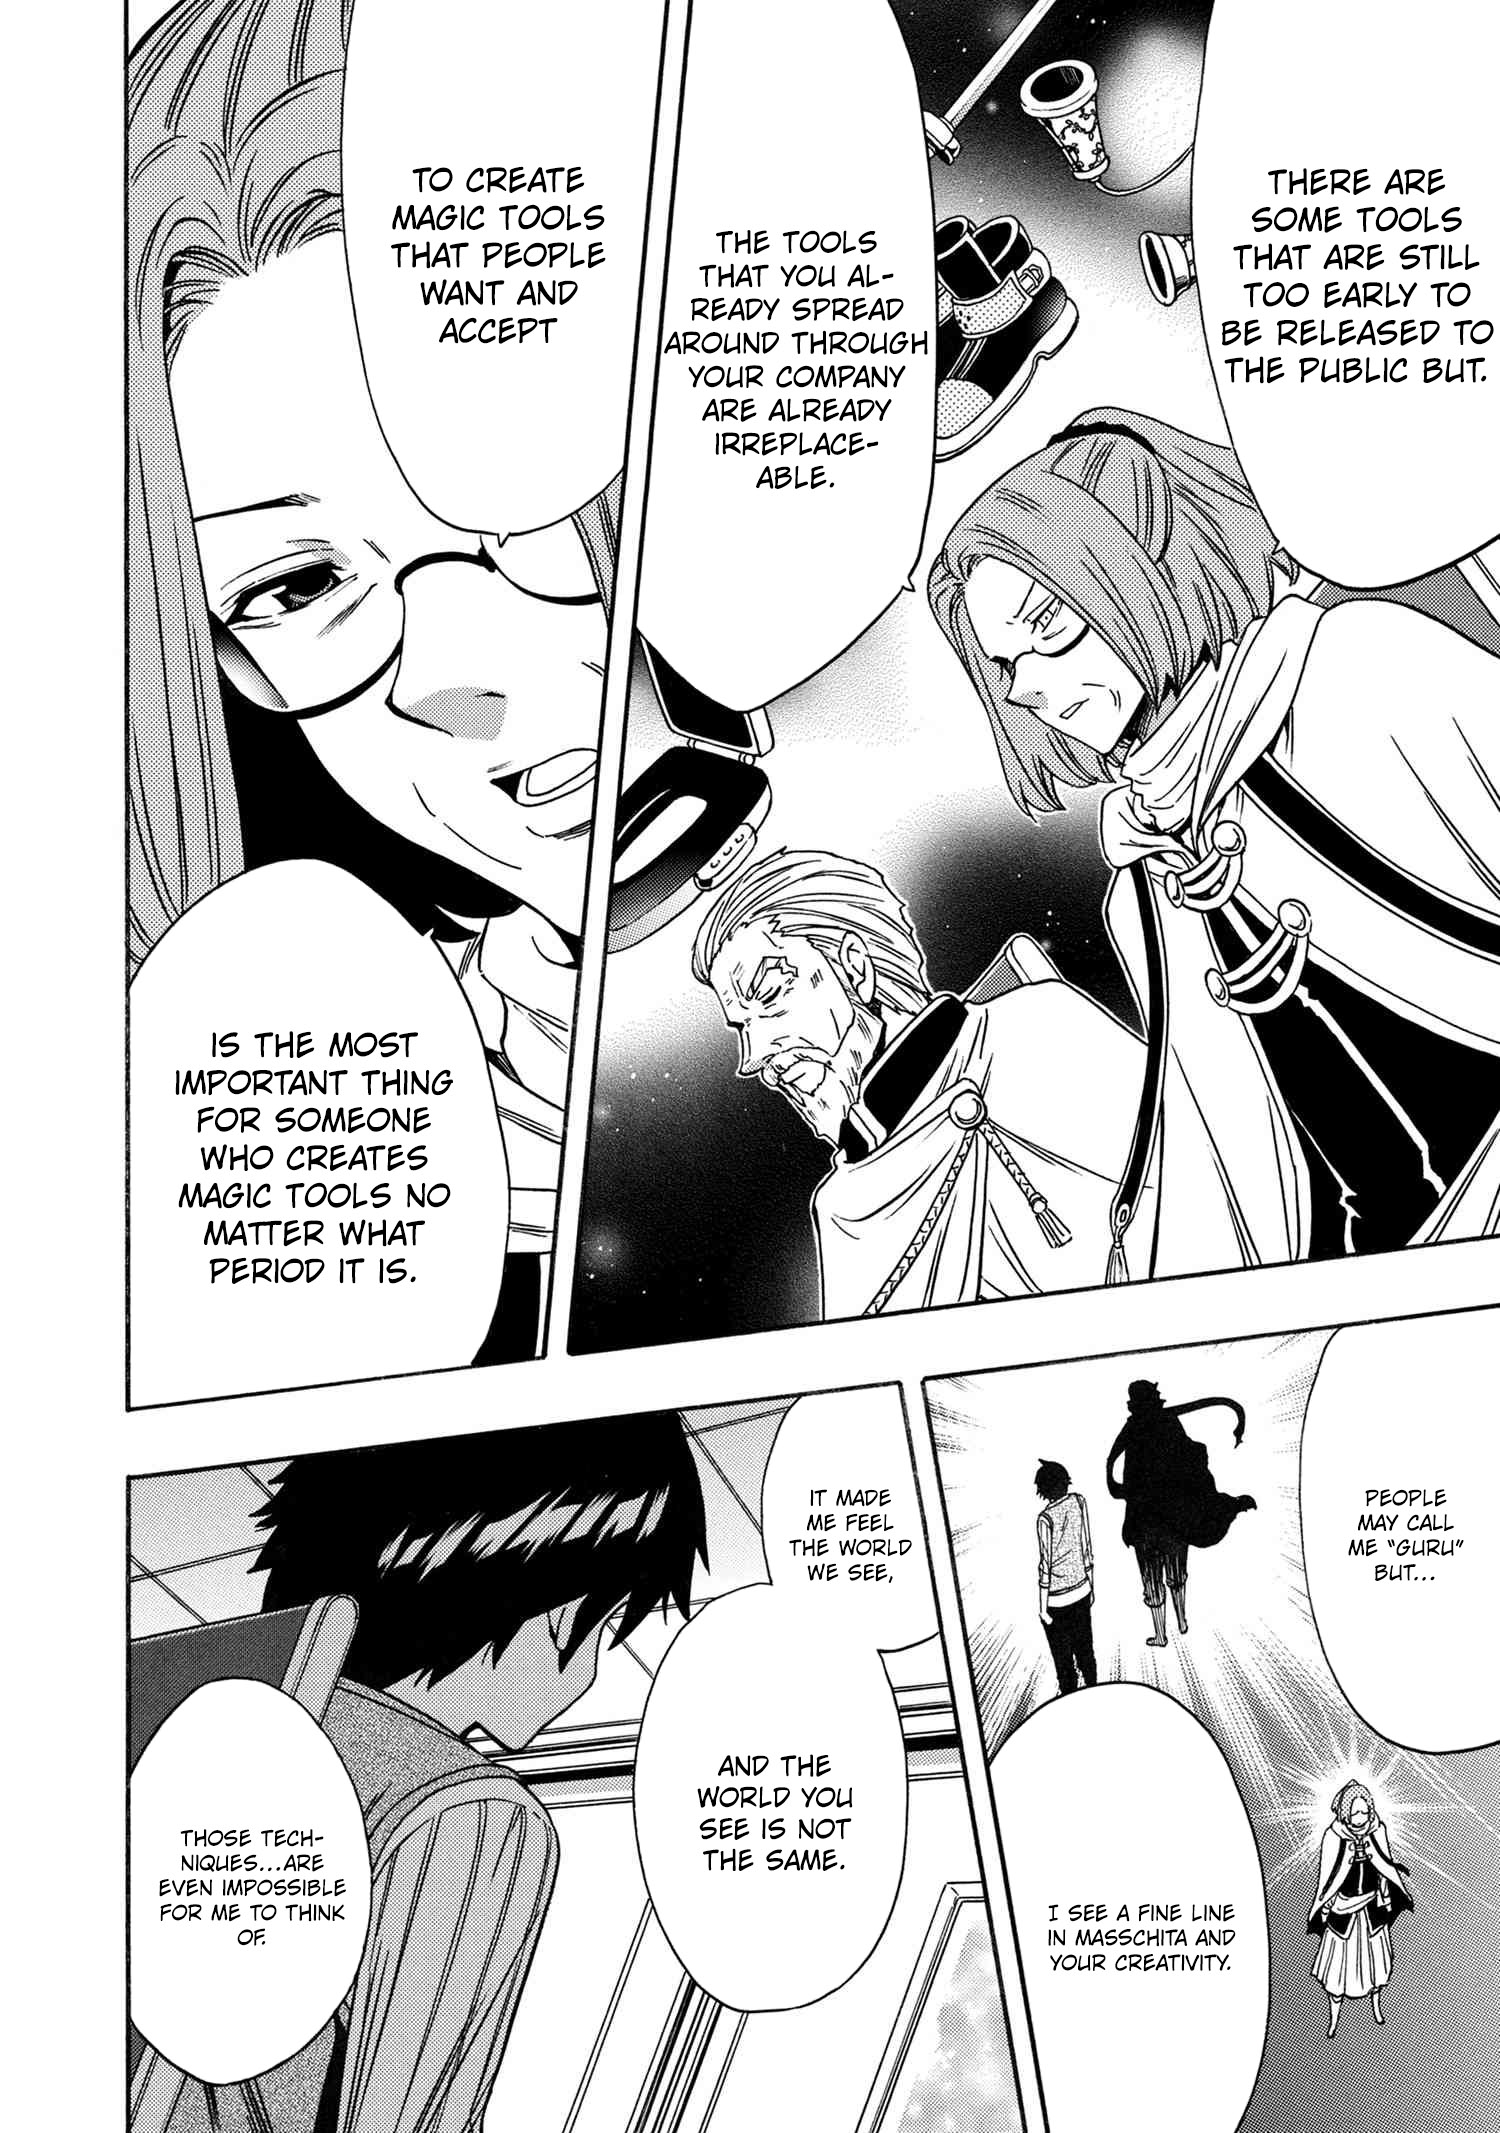 THERE ARE
SOME TOOLS
THAT ARE STILL
TOO EARLY TO
BE RELEASED TO
THE PUBLIC BUT.
THE TOOLS
THAT YOU AL-
READY SPREAD
AROUND THROUGH
YOUR COMPANY
ARE ALREADY
IRREPLACE-
ABLE.
TO CREATE
MAGIC TOOLS
THAT PEOPLE
WANT AND
ACCEPT
IS THE MOST
IMPORTANT THING
FOR SOMEONE
WHO CREATES
MAGIC TOOLS NO
MATTER WHAT
PERIOD IT IS.
PEOPLE
MAY CALL
ME "GURU"
BUT...
I SEE A FINE LINE
IN MASSCHITA AND
YOUR CREATIVITY.
IT MADE
ME FEEL
THE WORLD
WE SEE,
AND THE
WORLD YOU
SEE IS NOT
THE SAME.
THOSE TECH-
NIQUES...ARE
EVEN IMPOSSIBLE
FOR ME TO THINK
OF.